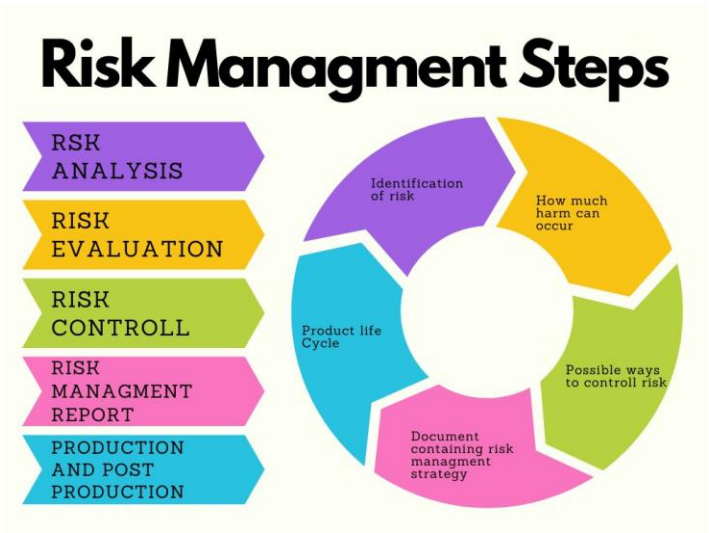 Risk Managment Steps
RSK
ANALYSIS
RISK
EVALUATION
RISK
CONTROLL
RISK
MANAGMENT
REPORT
PRODUCTION
AND POST
PRODUCTION
Identification
of risk
How much
harm can
occur
Possible ways
to controll risk
Document
containing risk
managment
strategy
Product life
Cycle